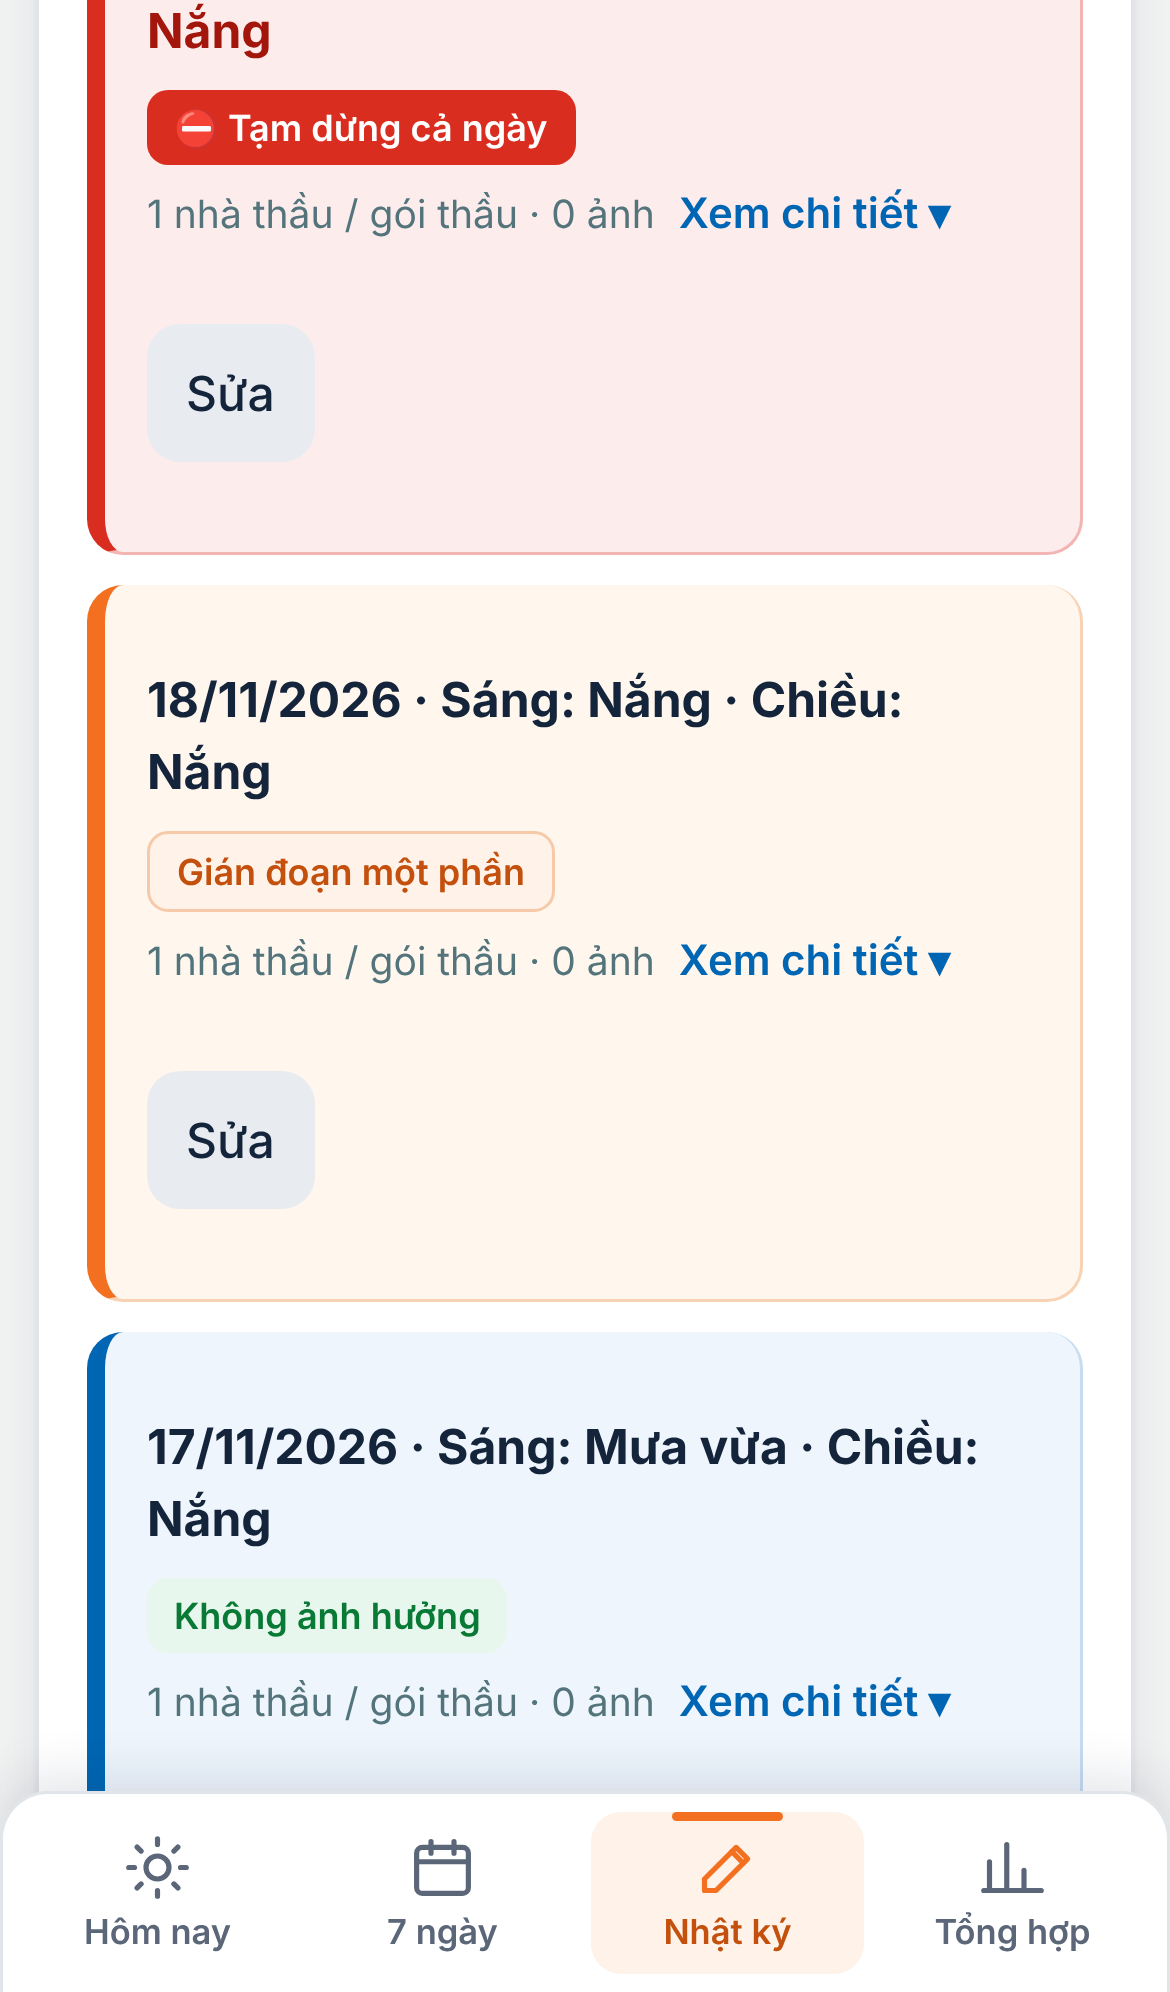 Nắng
⛔ Tạm dừng cả ngày
1 nhà thầu / gói thầu · 0 ảnh Xem chi tiết ▼
Sửa
18/11/2026 · Sáng: Nắng · Chiều:
Nắng
Gián đoạn một phần
1 nhà thầu / gói thầu · 0 ảnh Xem chi tiết ▼
Sửa
17/11/2026 · Sáng: Mưa vừa · Chiều:
Nắng
Không ảnh hưởng
1 nhà thầu / gói thầu · 0 ảnh Xem chi tiết ▼
Hôm nay
7 ngày
Nhật ký
Tổng hợp